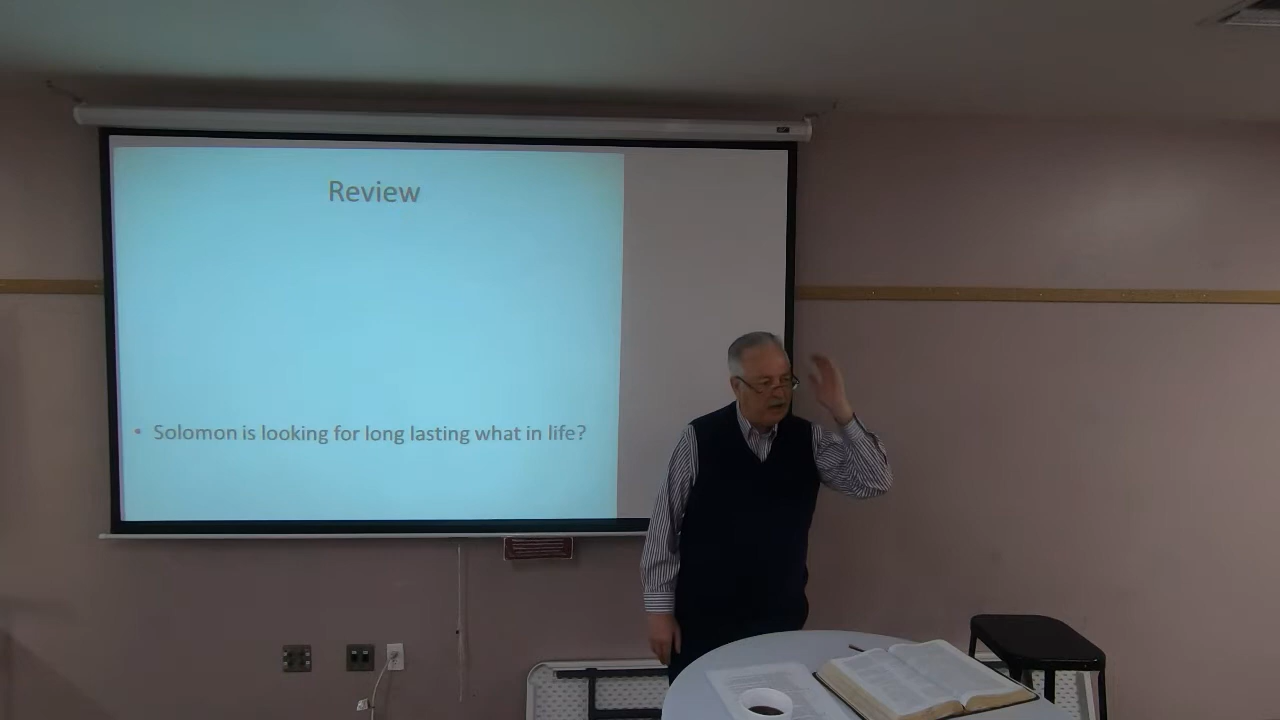 Review
• Solomon is looking for long lasting what in life?